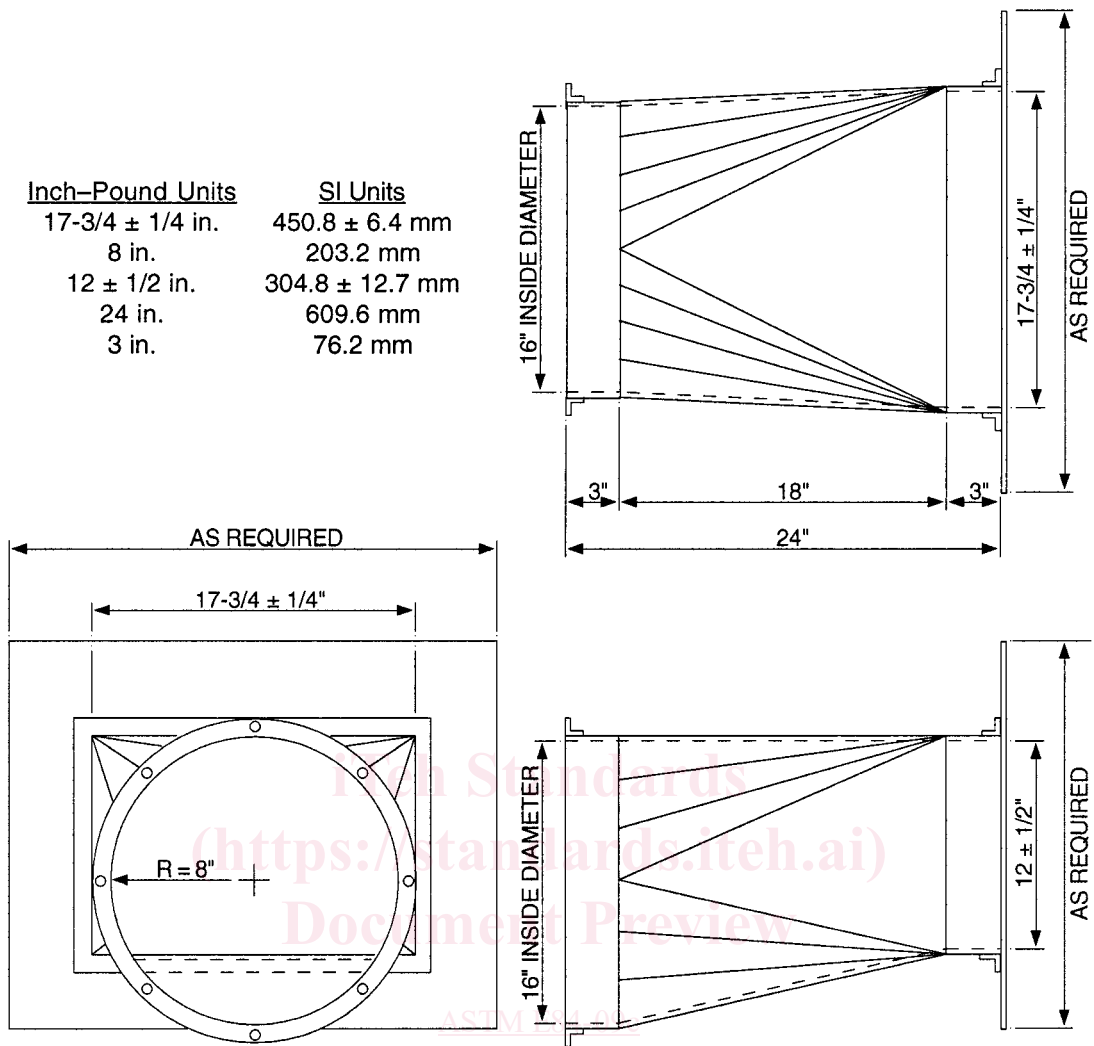 Inch–Pound Units SI Units
17-3/4 ± 1/4 in. 450.8 ± 6.4 mm
8 in. 203.2 mm
12 ± 1/2 in. 304.8 ± 12.7 mm
24 in. 609.6 mm
3 in. 76.2 mm
16" INSIDE DIAMETER
17-3/4 ± 1/4"
AS REQUIRED
3" 18" 3"
24"
AS REQUIRED
17-3/4 ± 1/4"
R = 8"
16" INSIDE DIAMETER
12 ± 1/2"
AS REQUIRED
iTeh Standards
(https://standards.iteh.ai)
Document Preview